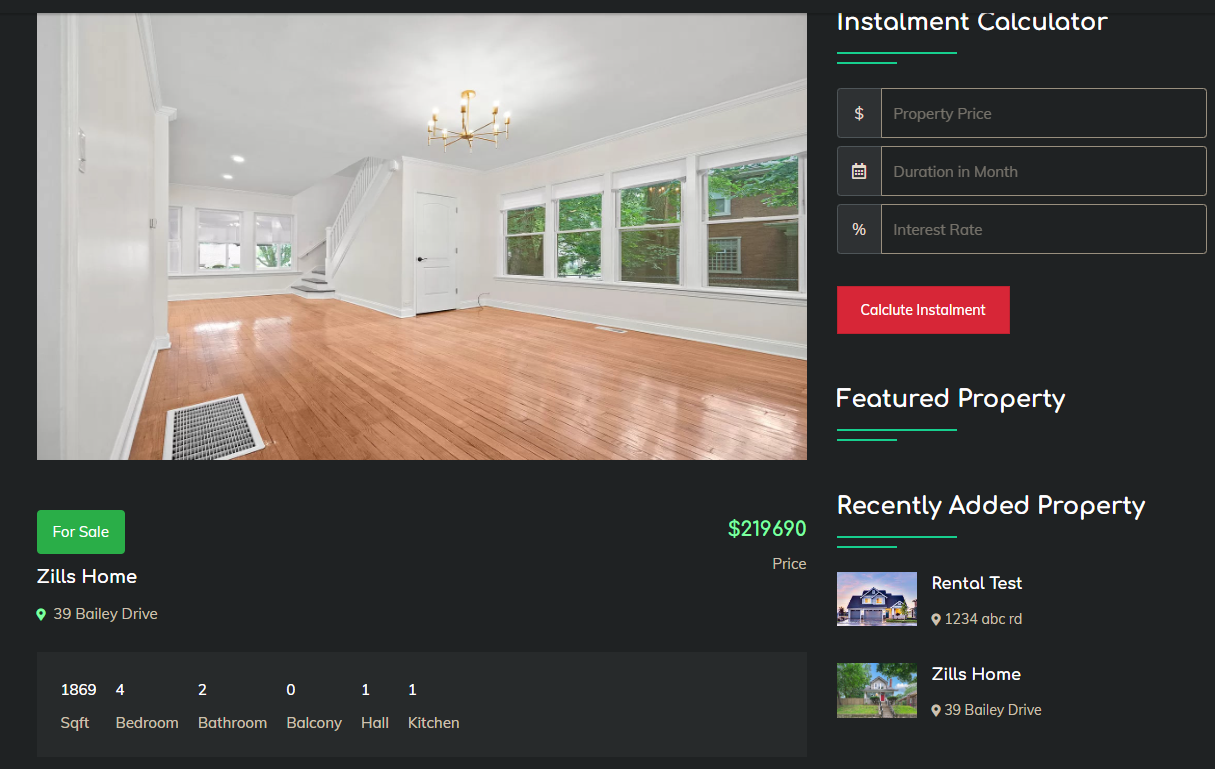 Instalment Calculator
$ Property Price
Duration in Month
% Interest Rate
Calclute Instalment
Featured Property
Recently Added Property
Rental Test
1234 abc rd
Zills Home
39 Bailey Drive
For Sale
$219690
Price
Zills Home
39 Bailey Drive
1869 4 2 0 1 1
Sqft Bedroom Bathroom Balcony Hall Kitchen